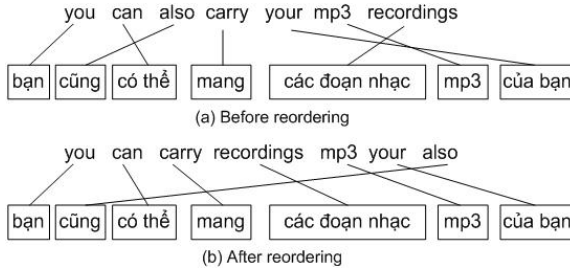 you can also carry your mp3 recordings
bạn cũng có thể mang các đoạn nhạc mp3 của bạn
(a) Before reordering
you can carry recordings mp3 your also
bạn cũng có thể mang các đoạn nhạc mp3 của bạn
(b) After reordering